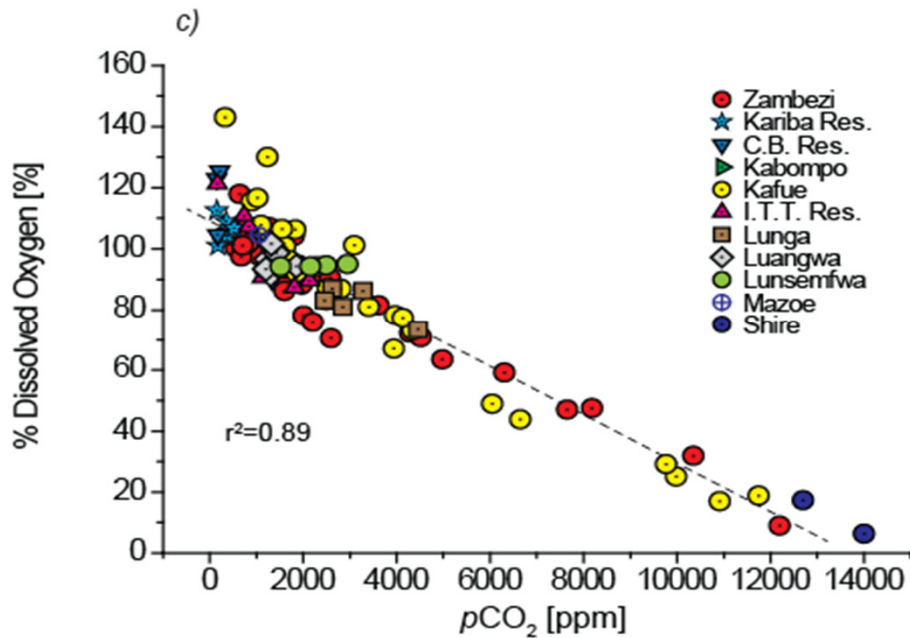 c)
% Dissolved Oxygen [%]
160
140
120
100
80
60
40
20
0
Zambezi
Kariba Res.
C.B. Res.
Kabompo
Kafue
I.T.T. Res.
Lunga
Luangwa
Lunsemfwa
Mazoe
Shire
r²=0.89
0 2000 4000 6000 8000 10000 12000 14000
pCO₂ [ppm]